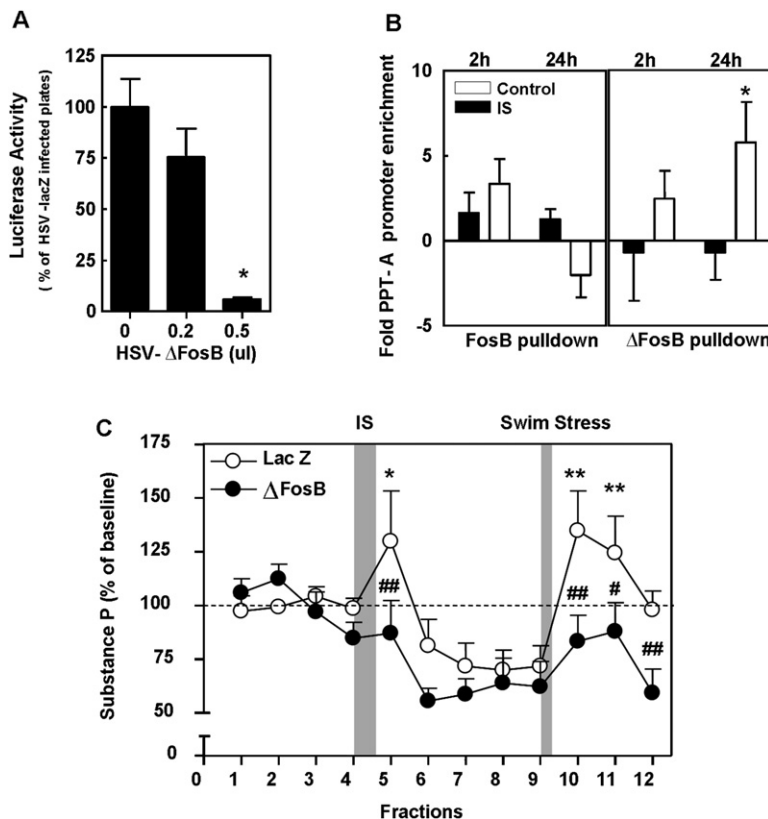 A
Luciferase Activity
( % of HSV -lacZ infected plates)
125
100
75
50
25
0
*
0 0.2 0.5
HSV- ΔFosB (ul)
B
2h 24h 2h 24h
Fold PPT- A promoter enrichment
10
5
0
-5
Control
IS
*
FosB pulldown ΔFosB pulldown
C
IS Swim Stress
Substance P (% of baseline)
175
150
125
100
75
50
0
Lac Z
ΔFosB
* ** **
## ## # ##
0 1 2 3 4 5 6 7 8 9 10 11 12
Fractions